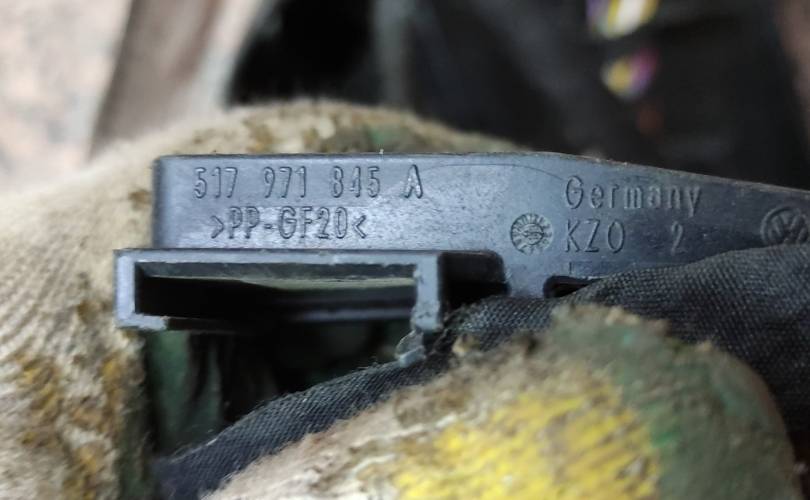 517 971 845 A
>PP-GF20<
Germany
KZO 2